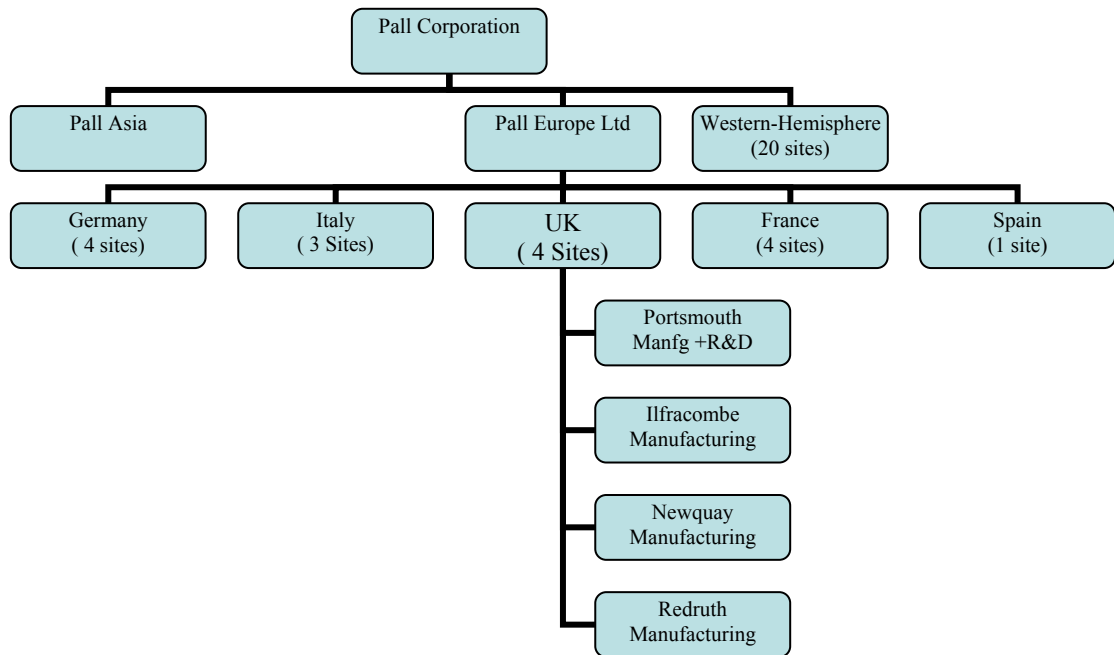 Pall Corporation
Pall Asia
Pall Europe Ltd
Western-Hemisphere
(20 sites)
Germany
( 4 sites)
Italy
( 3 Sites)
UK
( 4 Sites)
France
(4 sites)
Spain
(1 site)
Portsmouth
Manfg +R&D
Ilfracombe
Manufacturing
Newquay
Manufacturing
Redruth
Manufacturing